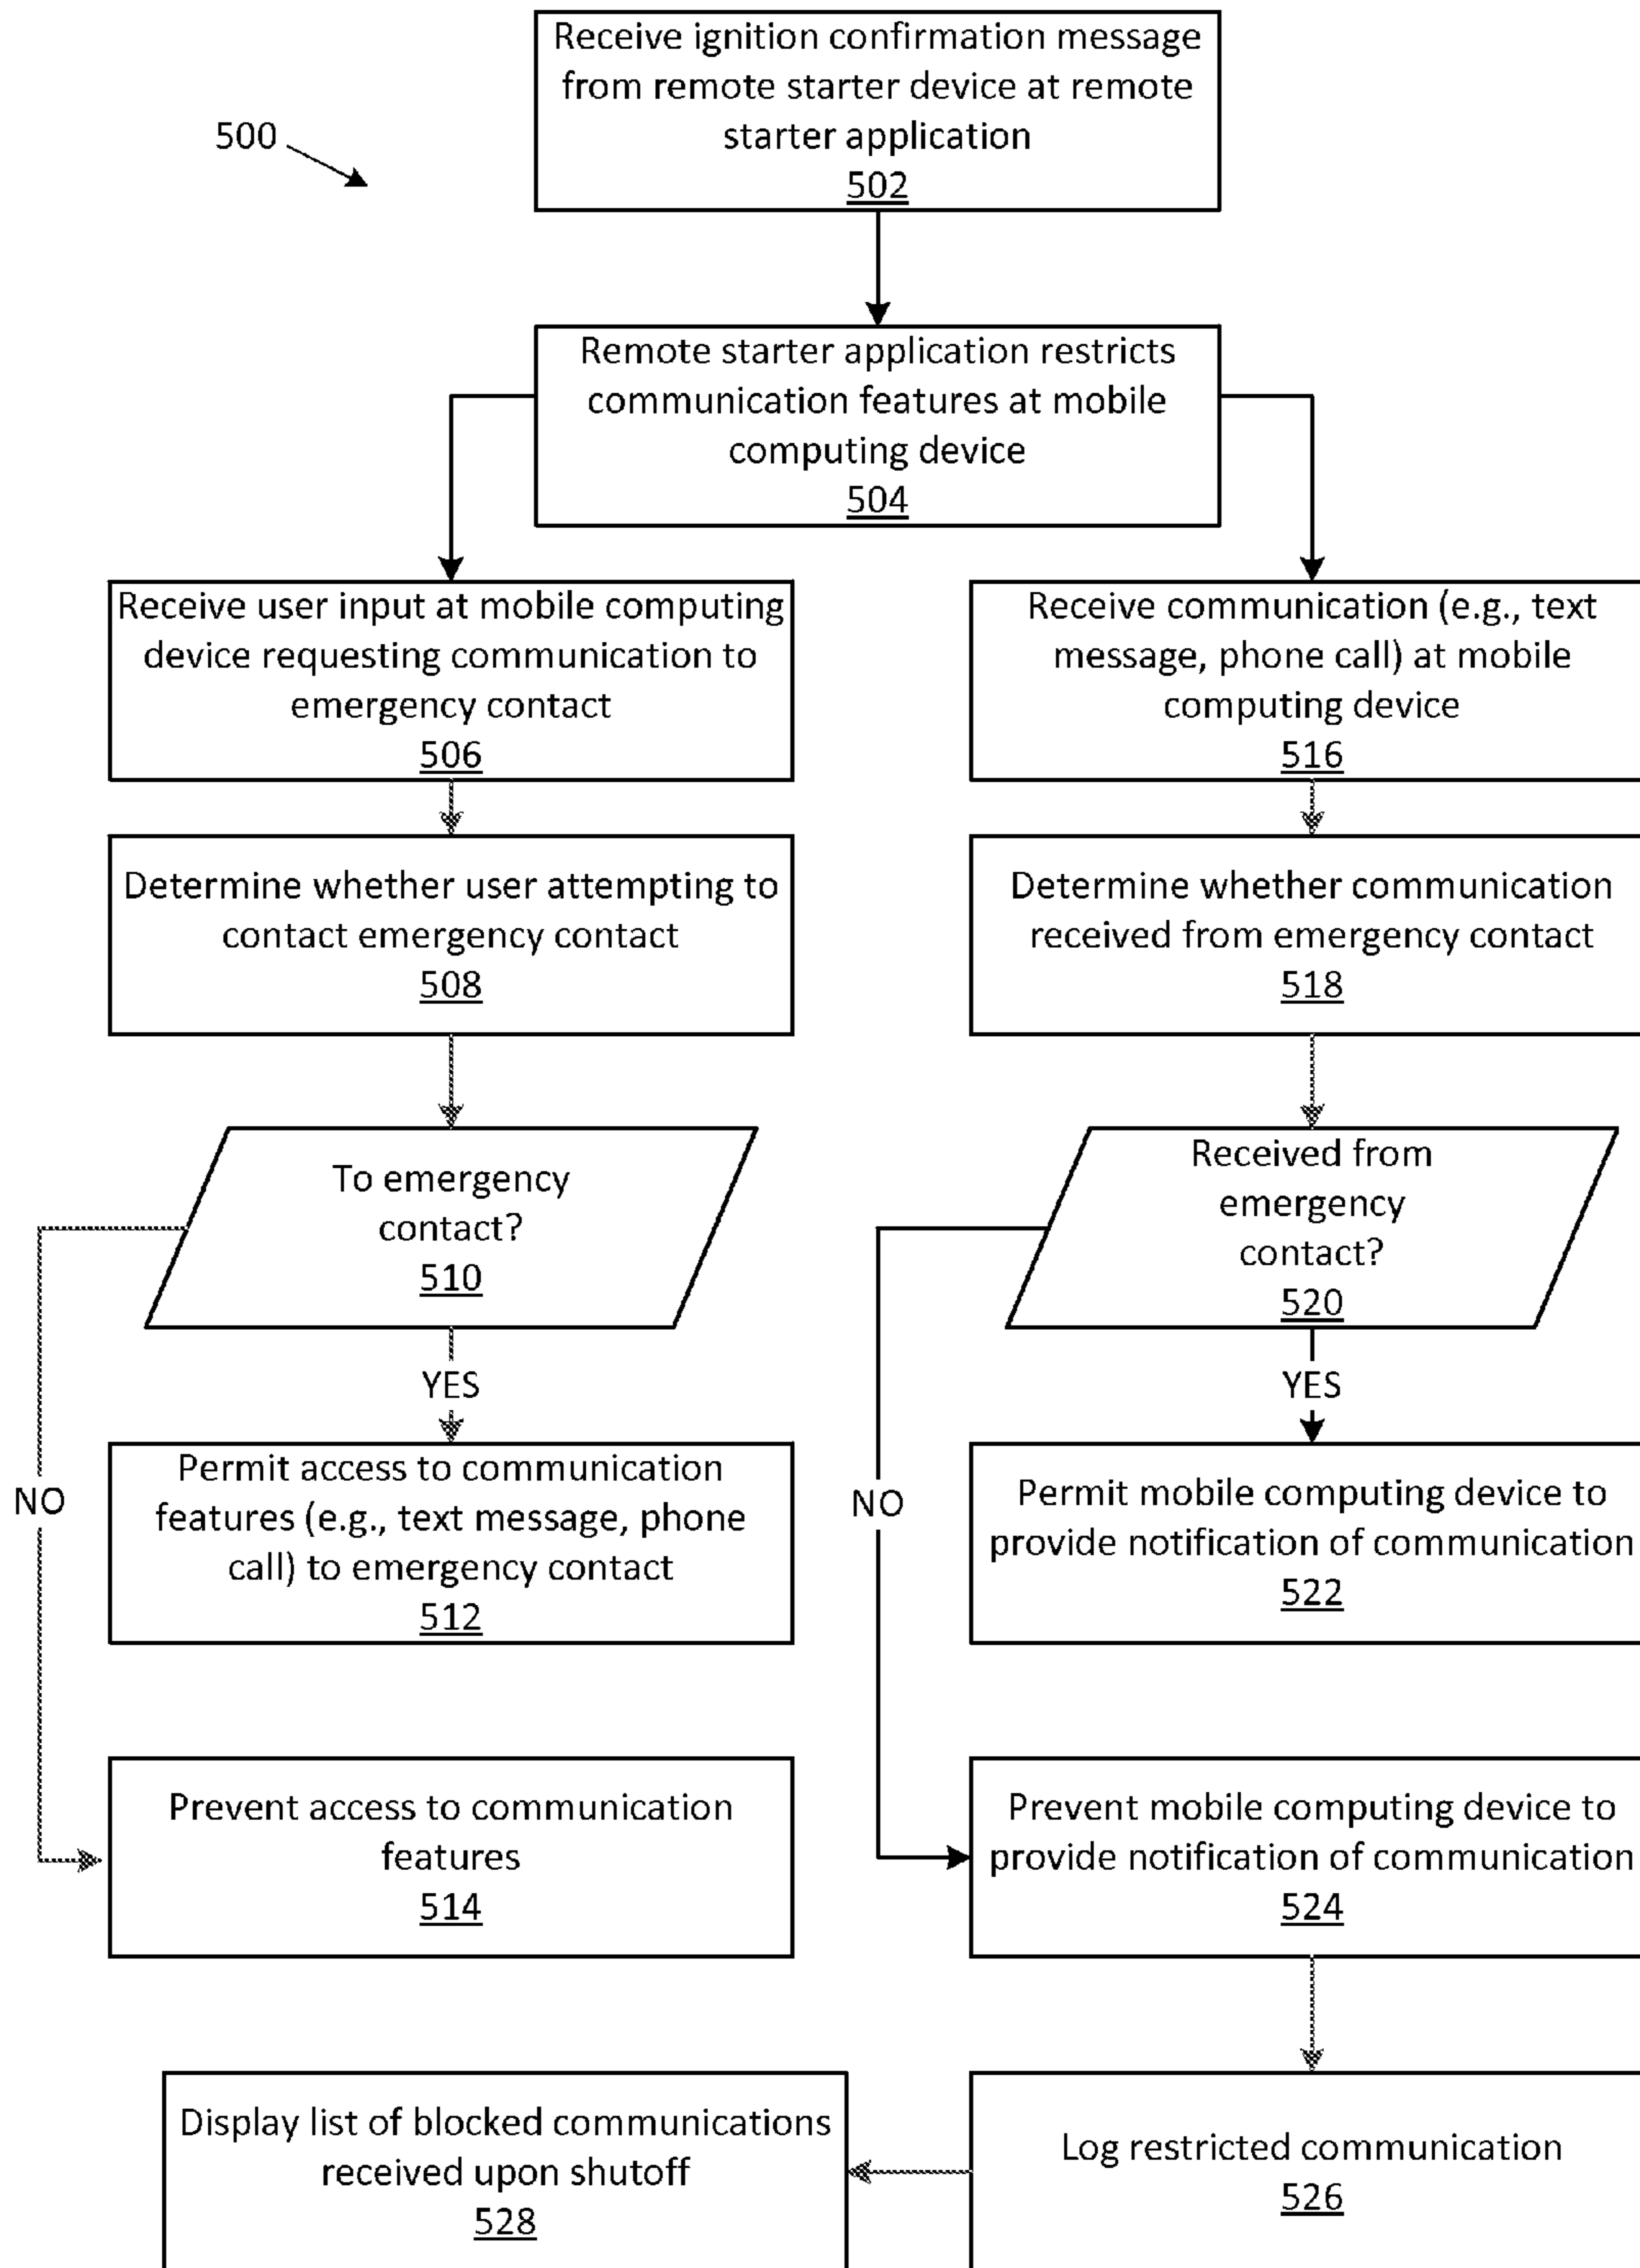 Receive ignition confirmation message
from remote starter device at remote
starter application
502
500
Remote starter application restricts
communication features at mobile
computing device
504
Receive user input at mobile computing
device requesting communication to
emergency contact
506
Receive communication (e.g., text
message, phone call) at mobile
computing device
516
Determine whether user attempting to
contact emergency contact
508
Determine whether communication
received from emergency contact
518
To emergency
contact?
510
Received from
emergency
contact?
520
YES
YES
NO
Permit access to communication
features (e.g., text message, phone
call) to emergency contact
512
NO
Permit mobile computing device to
provide notification of communication
522
Prevent access to communication
features
514
Prevent mobile computing device to
provide notification of communication
524
Display list of blocked communications
received upon shutoff
528
Log restricted communication
526